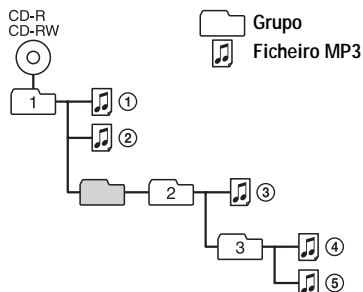 CD-R
CD-RW
Grupo
Ficheiro MP3
1
①
②
2
③
3
④
⑤